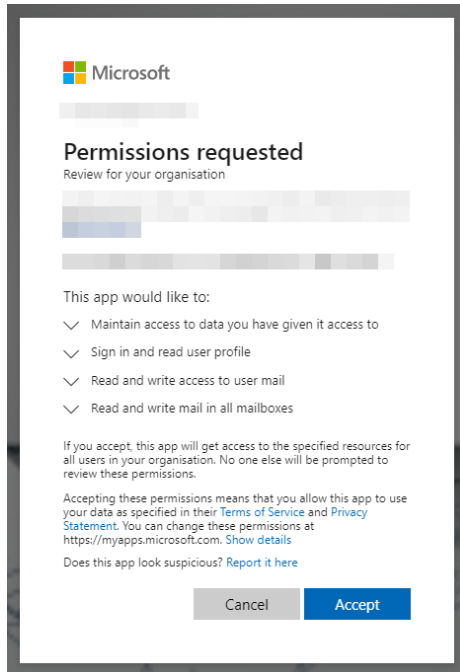 Microsoft
Permissions requested
Review for your organisation
This app would like to:
Maintain access to data you have given it access to
Sign in and read user profile
Read and write access to user mail
Read and write mail in all mailboxes
If you accept, this app will get access to the specified resources for
all users in your organisation. No one else will be prompted to
review these permissions.
Accepting these permissions means that you allow this app to use
your data as specified in their Terms of Service and Privacy
Statement. You can change these permissions at
https://myapps.microsoft.com. Show details
Does this app look suspicious? Report it here
Cancel Accept